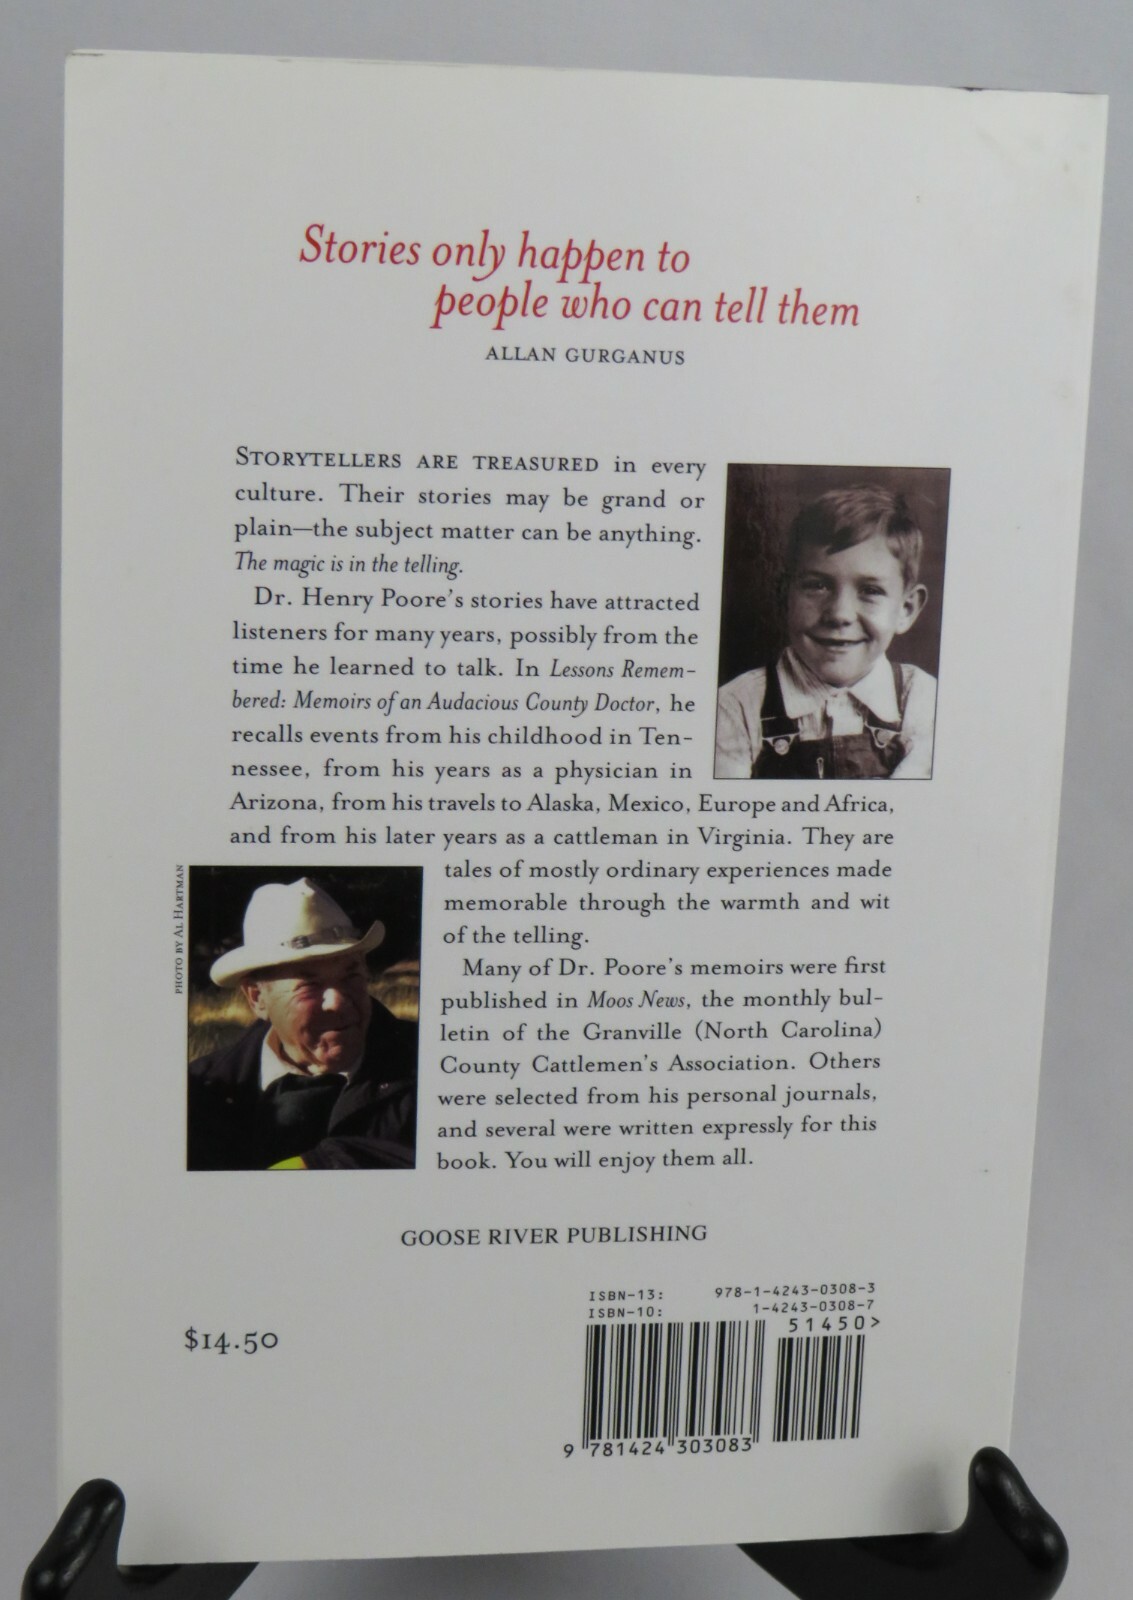 Stories only happen to
people who can tell them
ALLAN GURGANUS
STORYTELLERS ARE TREASURED in every
culture. Their stories may be grand or
plain—the subject matter can be anything.
The magic is in the telling.
Dr. Henry Poore's stories have attracted
listeners for many years, possibly from the
time he learned to talk. In Lessons Remem-
bered: Memoirs of an Audacious County Doctor, he
recalls events from his childhood in Ten-
nessee, from his years as a physician in
Arizona, from his travels to Alaska, Mexico, Europe and Africa,
and from his later years as a cattleman in Virginia. They are
tales of mostly ordinary experiences made
memorable through the warmth and wit
of the telling.
Many of Dr. Poore's memoirs were first
published in Moos News, the monthly bul-
letin of the Granville (North Carolina)
County Cattlemen's Association. Others
were selected from his personal journals,
and several were written expressly for this
book. You will enjoy them all.
PHOTO BY AL HARTMAN
GOOSE RIVER PUBLISHING
$14.50
ISBN-13: 978-1-4243-0308-3
ISBN-10: 1-4243-0308-7
51450>
9 781424 303083